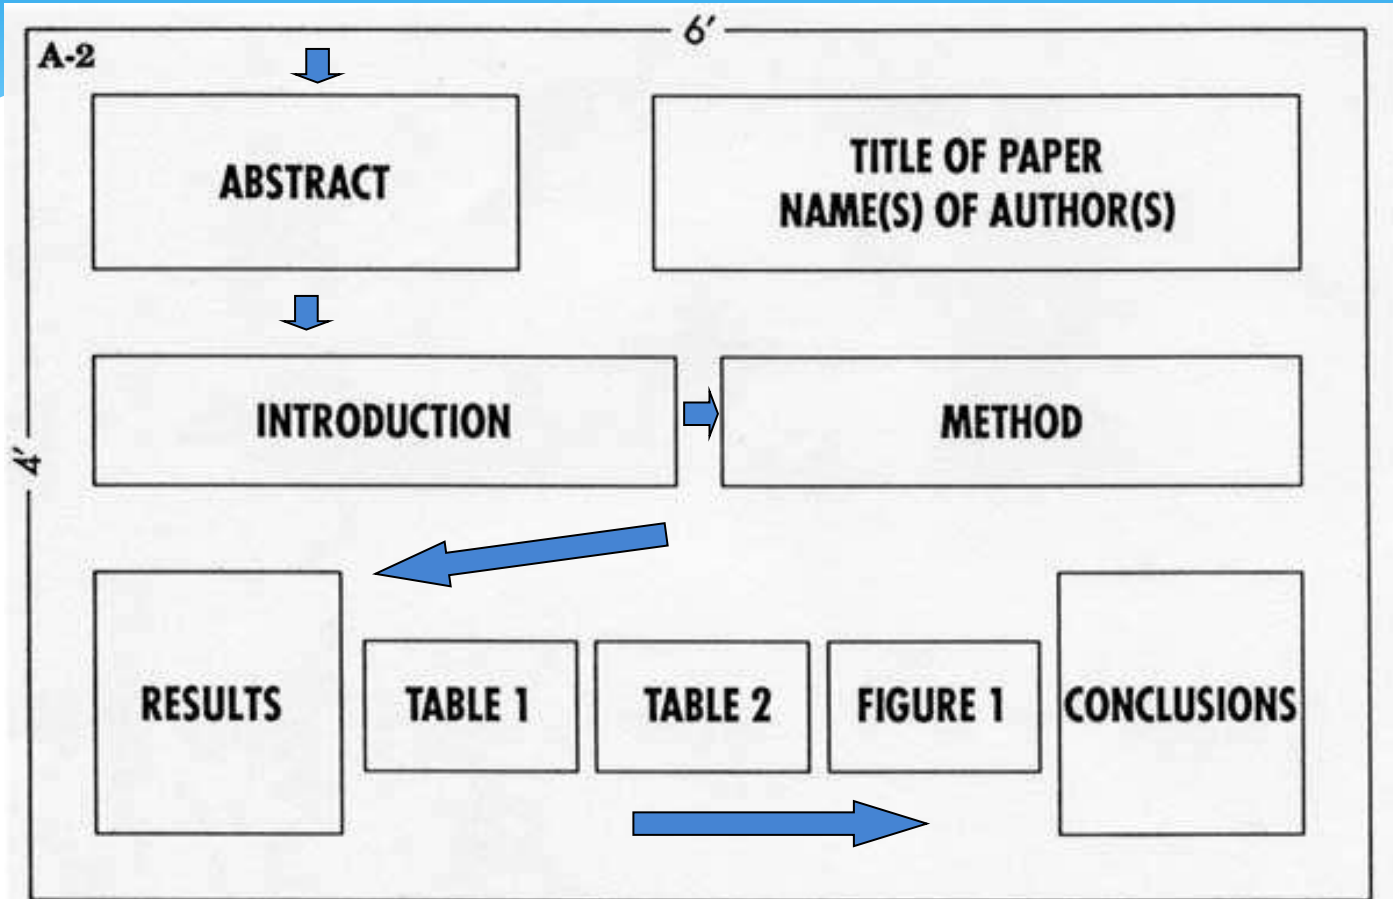 6′
A-2
ABSTRACT
TITLE OF PAPER
NAME(S) OF AUTHOR(S)
INTRODUCTION
METHOD
4′
RESULTS
TABLE 1
TABLE 2
FIGURE 1
CONCLUSIONS